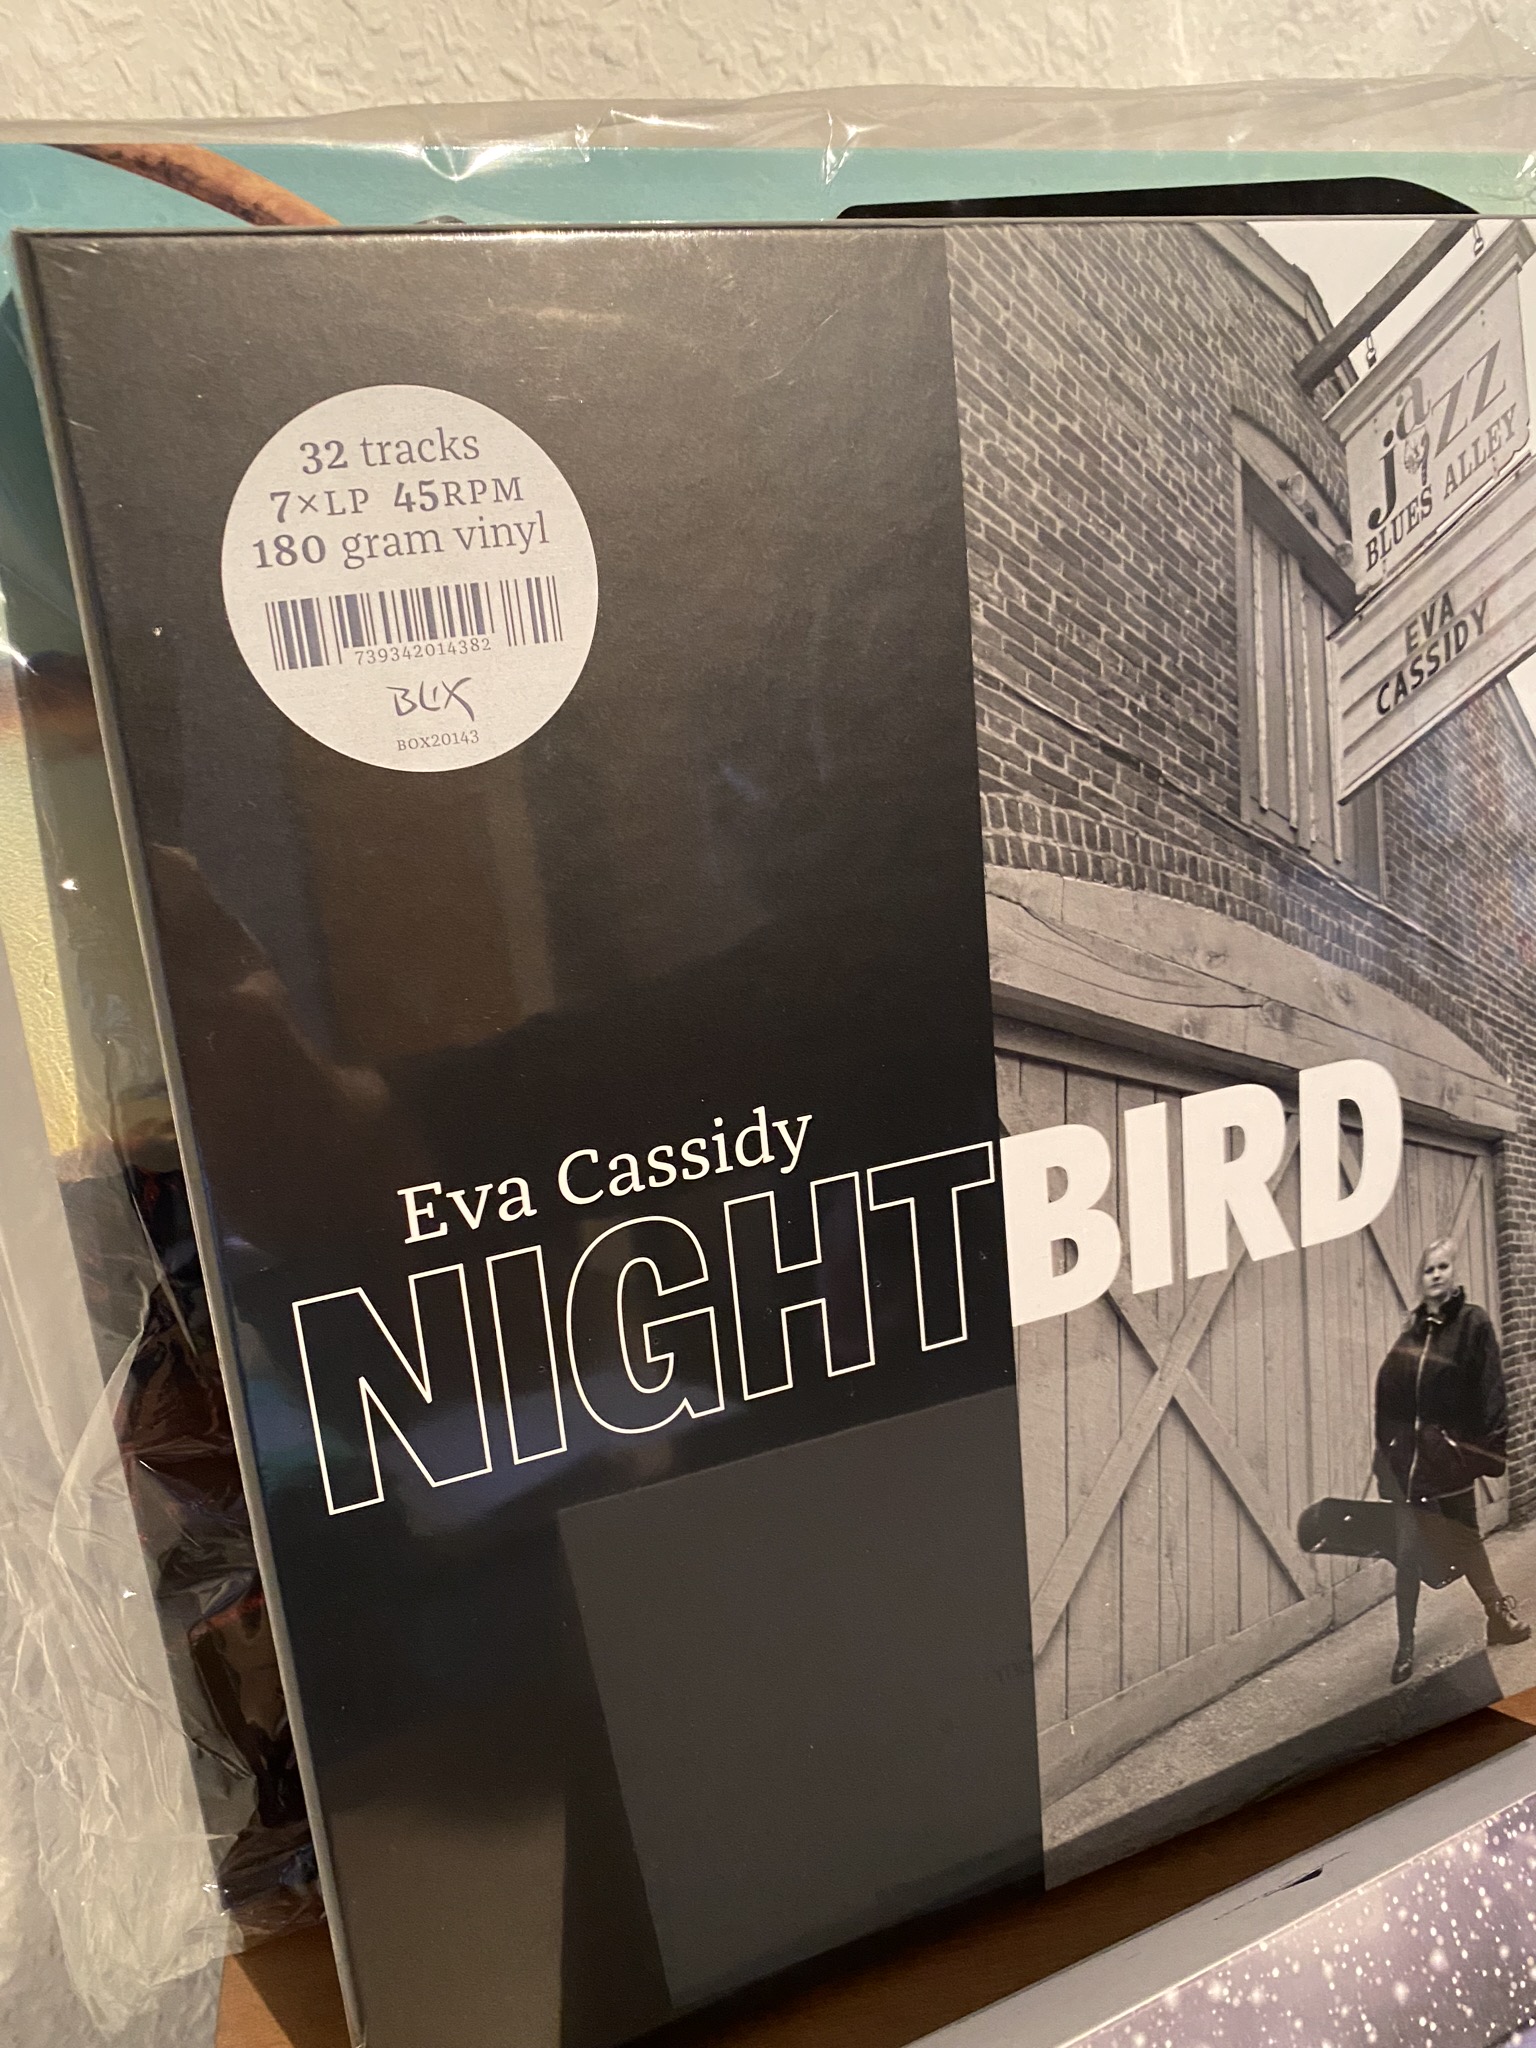 32 tracks
7×LP 45RPM
180 gram vinyl
739342014382
BLIX
BOX20143
jazz
BLUES ALLEY
EVA
CASSIDY
Eva Cassidy
NIGHTBIRD